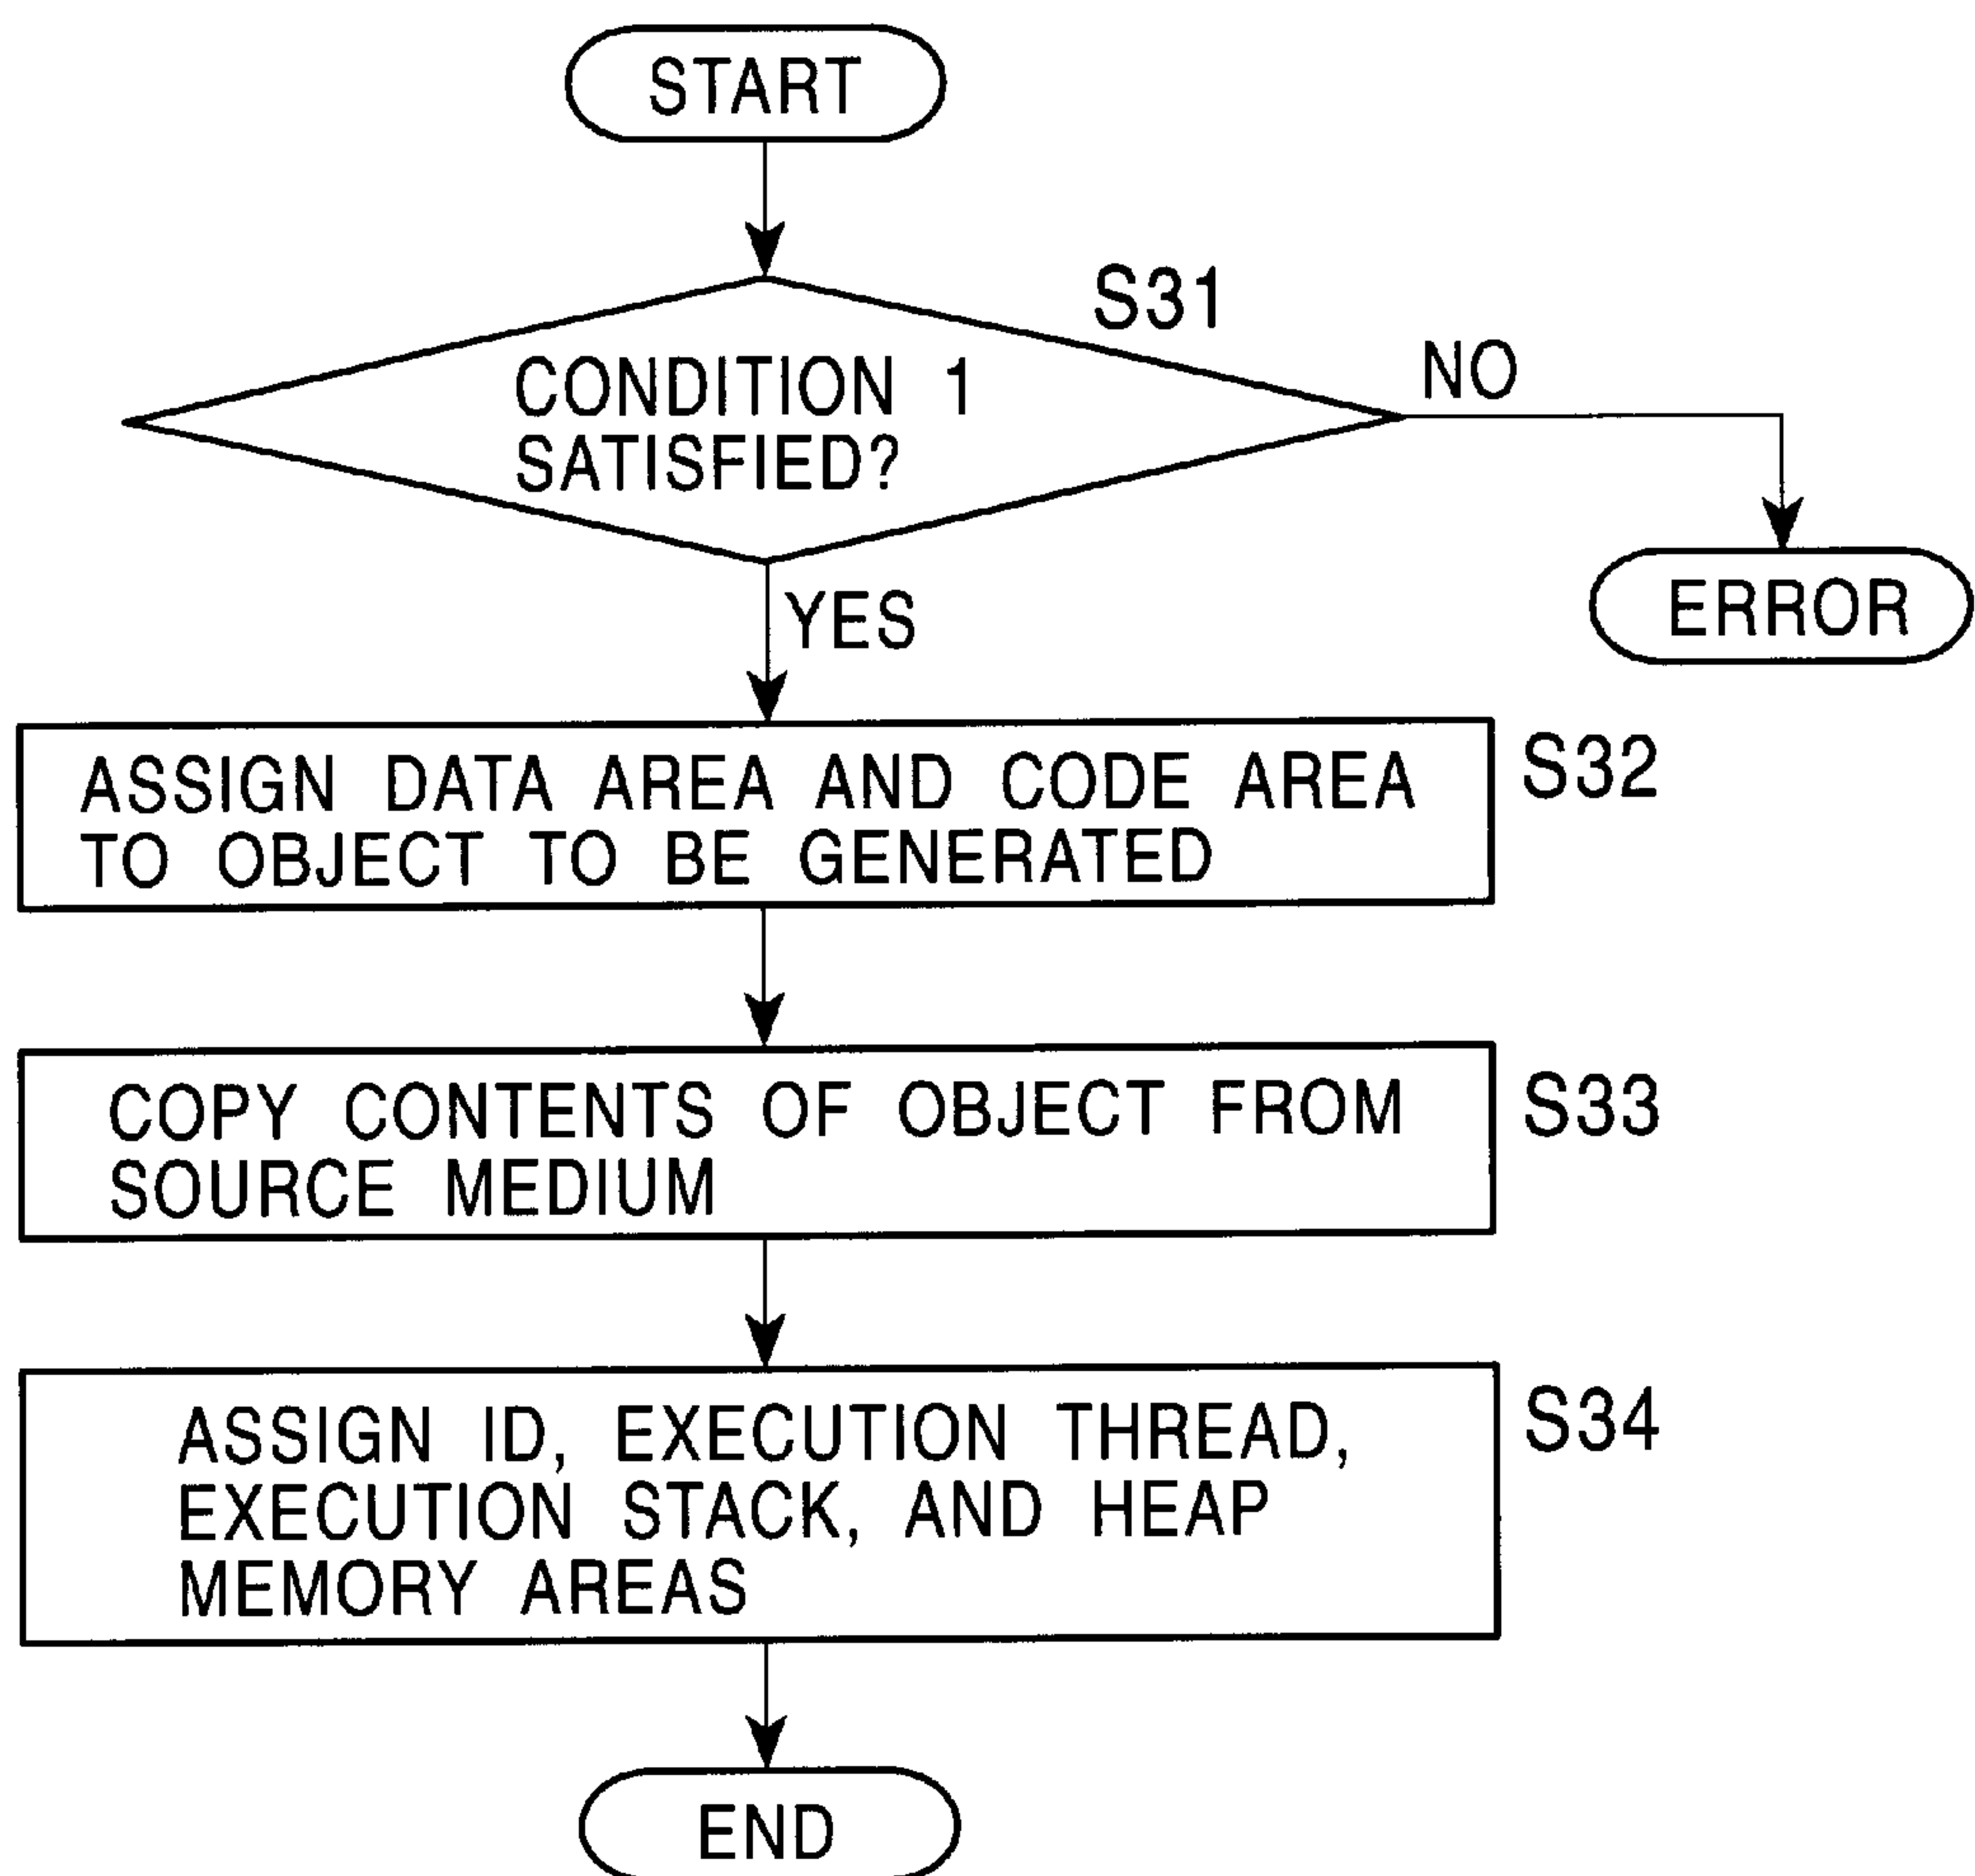 START
S31
CONDITION 1
SATISFIED?
NO
ERROR
YES
ASSIGN DATA AREA AND CODE AREA
TO OBJECT TO BE GENERATED
S32
COPY CONTENTS OF OBJECT FROM
SOURCE MEDIUM
S33
ASSIGN ID, EXECUTION THREAD,
EXECUTION STACK, AND HEAP
MEMORY AREAS
S34
END